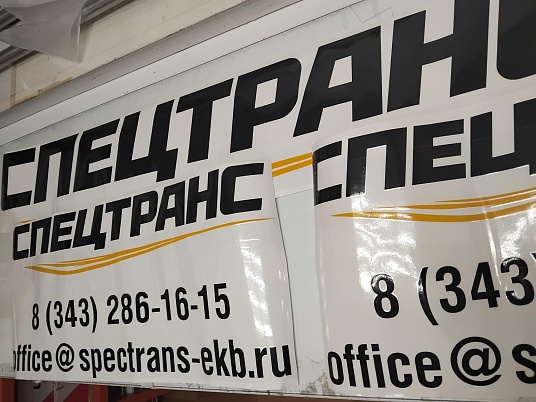 СПЕЦТРАНС
СПЕЦТРАНС
8 (343) 286-16-15
office@spectrans-ekb.ru
СПЕЦ
8 (343)
office@s